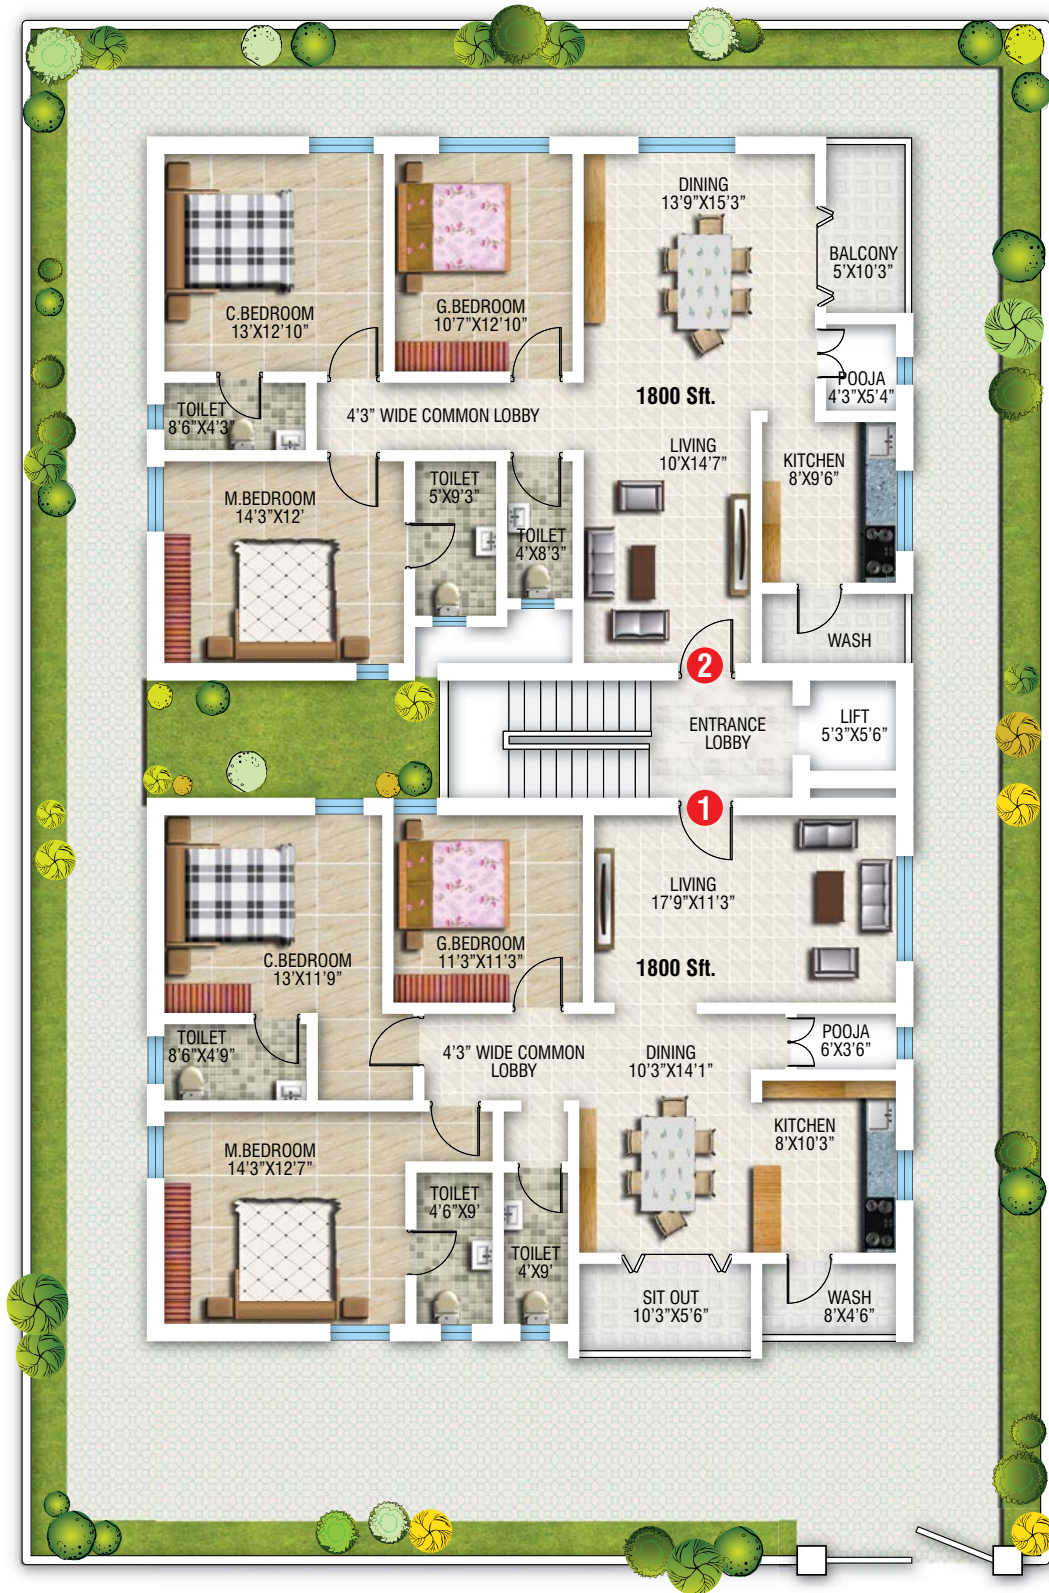 DINING
13'9"X15'3"
BALCONY
5'X10'3"
C.BEDROOM
13'X12'10"
G.BEDROOM
10'7"X12'10"
POOJA
4'3"X5'4"
1800 Sft.
TOILET
8'6"X4'3"
4'3" WIDE COMMON LOBBY
LIVING
10'X14'7"
KITCHEN
8'X9'6"
M.BEDROOM
14'3"X12'
TOILET
5'X9'3"
TOILET
4'X8'3"
WASH
2
ENTRANCE
LOBBY
LIFT
5'3"X5'6"
1
LIVING
17'9"X11'3"
G.BEDROOM
11'3"X11'3"
C.BEDROOM
13'X11'9"
1800 Sft.
TOILET
8'6"X4'9"
4'3" WIDE COMMON
LOBBY
DINING
10'3"X14'1"
POOJA
6'X3'6"
KITCHEN
8'X10'3"
M.BEDROOM
14'3"X12'7"
TOILET
4'6"X9'
TOILET
4'X9'
SIT OUT
10'3"X5'6"
WASH
8'X4'6"